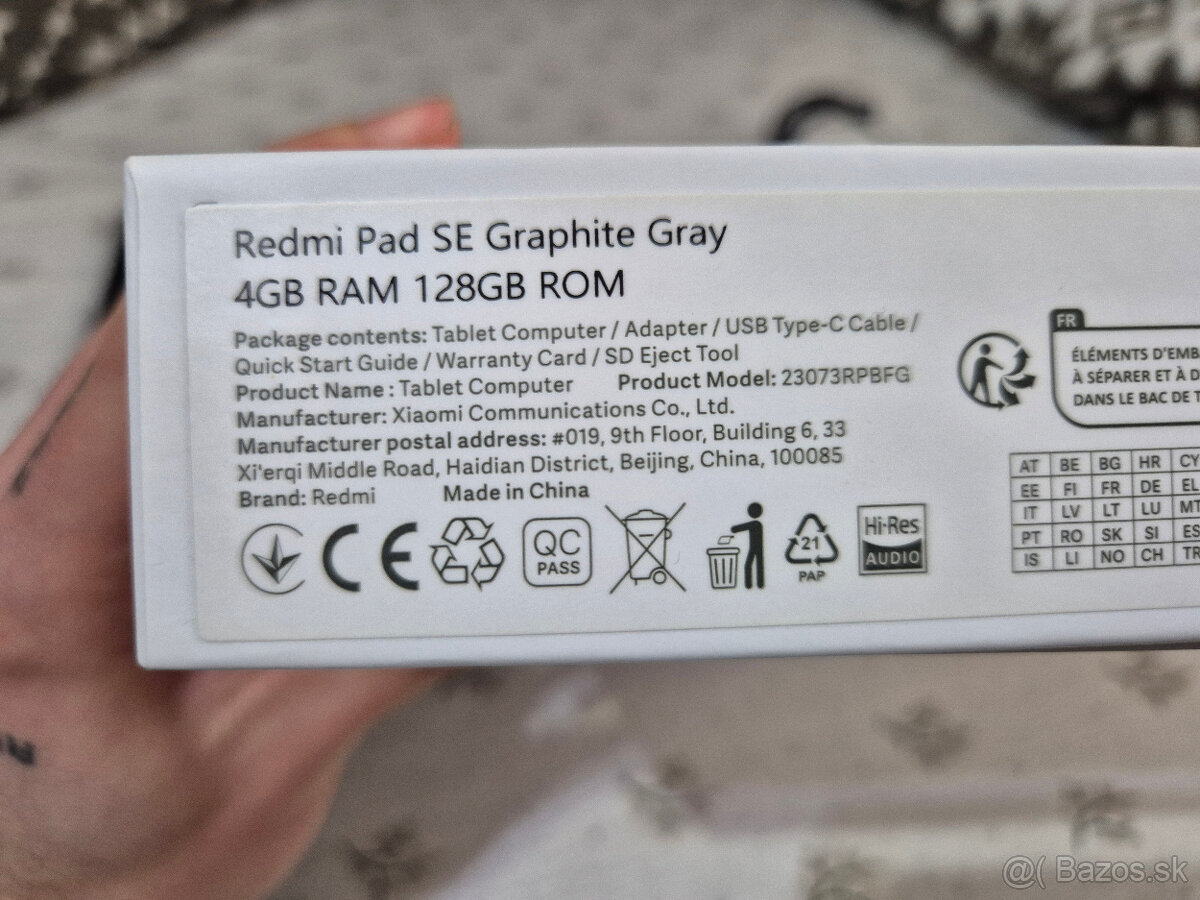 Redmi Pad SE Graphite Gray
4GB RAM 128GB ROM
Package contents: Tablet Computer / Adapter / USB Type-C Cable /
Quick Start Guide / Warranty Card / SD Eject Tool
Product Name : Tablet Computer Product Model: 23073RPBFG
Manufacturer: Xiaomi Communications Co., Ltd.
Manufacturer postal address: #019, 9th Floor, Building 6, 33
Xi'erqi Middle Road, Haidian District, Beijing, China, 100085
Brand: Redmi Made in China
CE
QC
PASS
21
PAP
Hi-Res
AUDIO
FR
ÉLÉMENTS D'EMB
À SÉPARER ET À D
DANS LE BAC DE T
AT BE BG HR CY
EE FI FR DE EL
IT LV LT LU MT
PT RO SK SI ES
IS LI NO CH TR
@( Bazos.sk